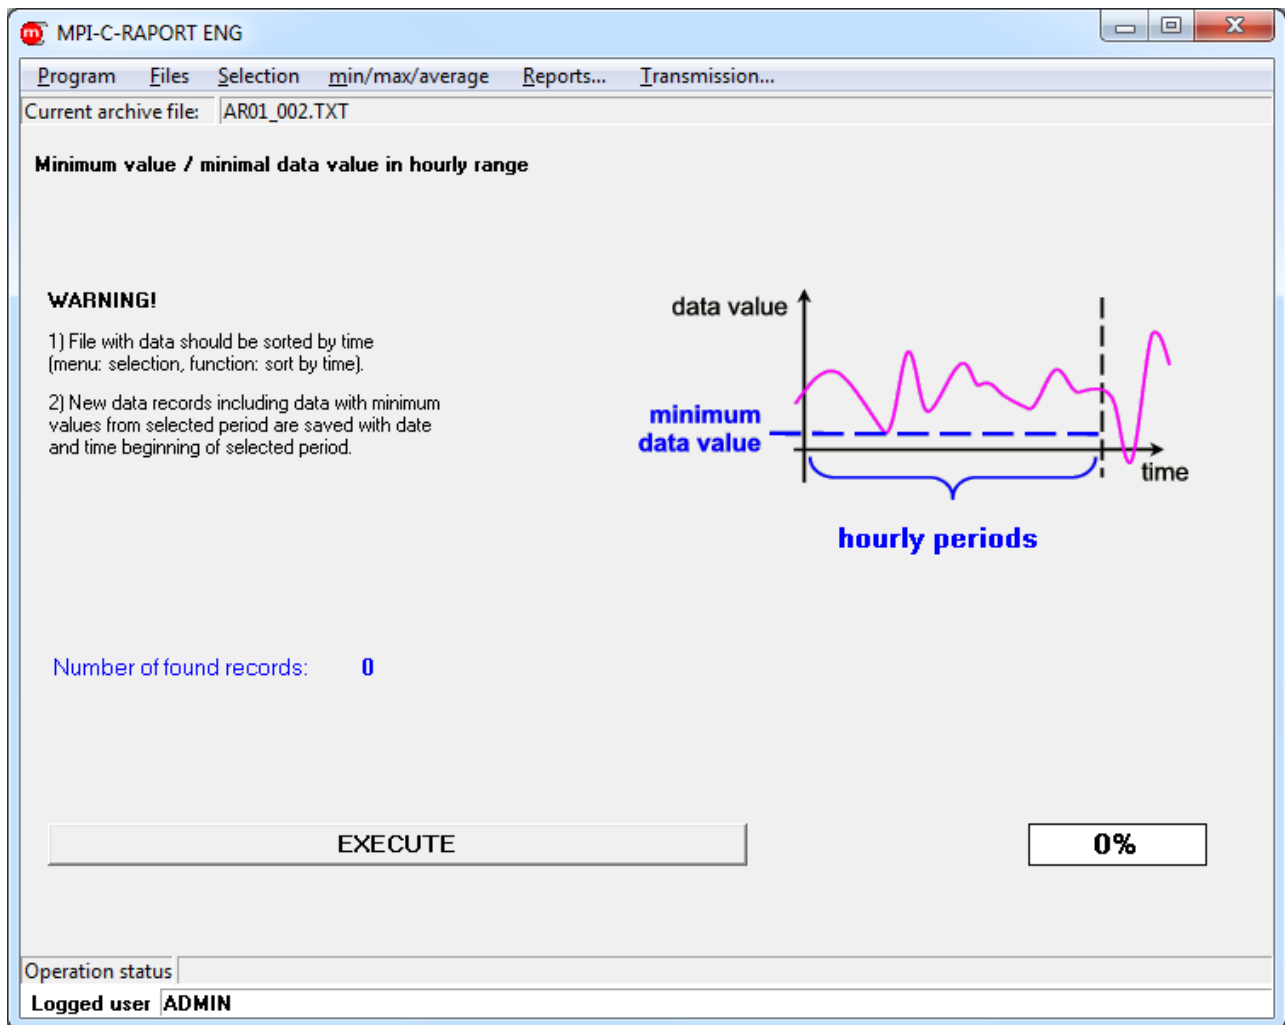 m MPI-C-RAPORT ENG
Program Files Selection min/max/average Reports... Transmission...
Current archive file: AR01_002.TXT
Minimum value / minimal data value in hourly range
WARNING!
1) File with data should be sorted by time
(menu: selection, function: sort by time).
2) New data records including data with minimum
values from selected period are saved with date
and time beginning of selected period.
data value
minimum
data value
time
hourly periods
Number of found records: 0
EXECUTE 0%
Operation status
Logged user ADMIN